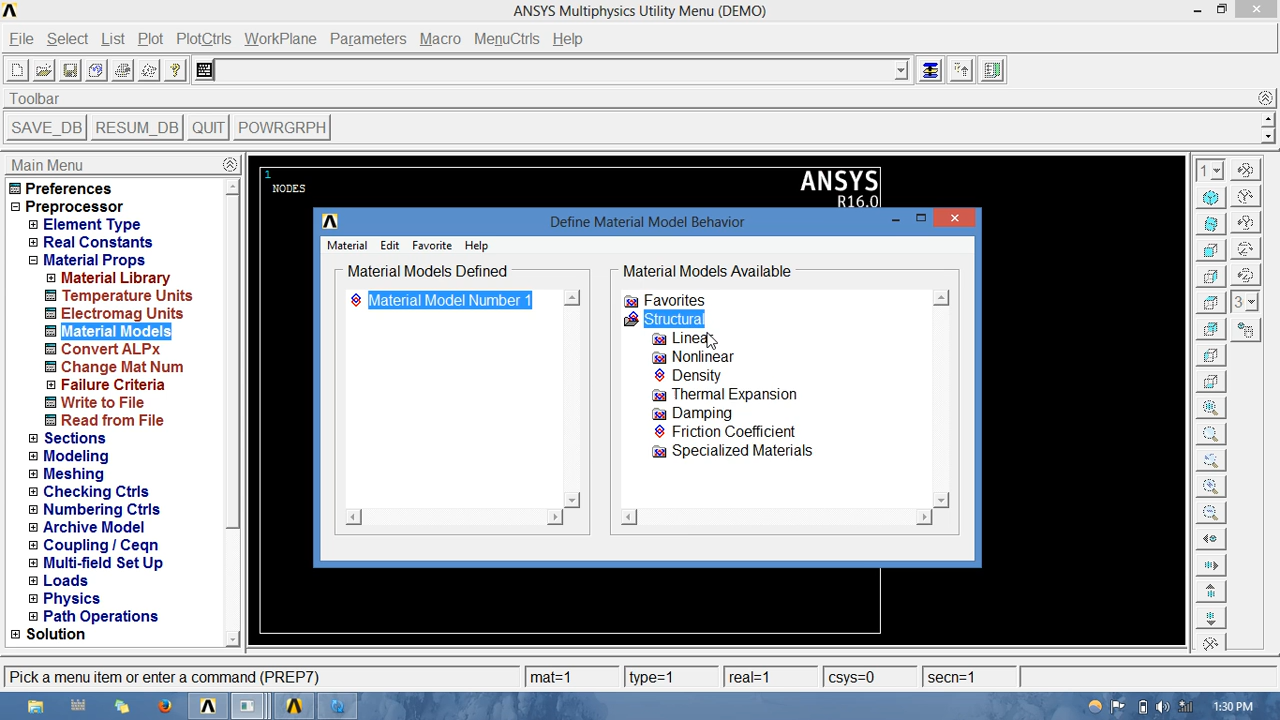 ANSYS Multiphysics Utility Menu (DEMO)
File Select List Plot PlotCtrls WorkPlane Parameters Macro MenuCtrls Help
Toolbar
SAVE_DB RESUM_DB QUIT POWRGRPH
Main Menu
Preferences
Preprocessor
Element Type
Real Constants
Material Props
Material Library
Temperature Units
Electromag Units
Material Models
Convert ALPx
Change Mat Num
Failure Criteria
Write to File
Read from File
Sections
Modeling
Meshing
Checking Ctrls
Numbering Ctrls
Archive Model
Coupling / Ceqn
Multi-field Set Up
Loads
Physics
Path Operations
Solution
1
NODES
ANSYS
R16.0
Define Material Model Behavior
Material Edit Favorite Help
Material Models Defined
Material Model Number 1
Material Models Available
Favorites
Structural
Linear
Nonlinear
Density
Thermal Expansion
Damping
Friction Coefficient
Specialized Materials
1
3
Pick a menu item or enter a command (PREP7) mat=1 type=1 real=1 csys=0 secn=1
1:30 PM